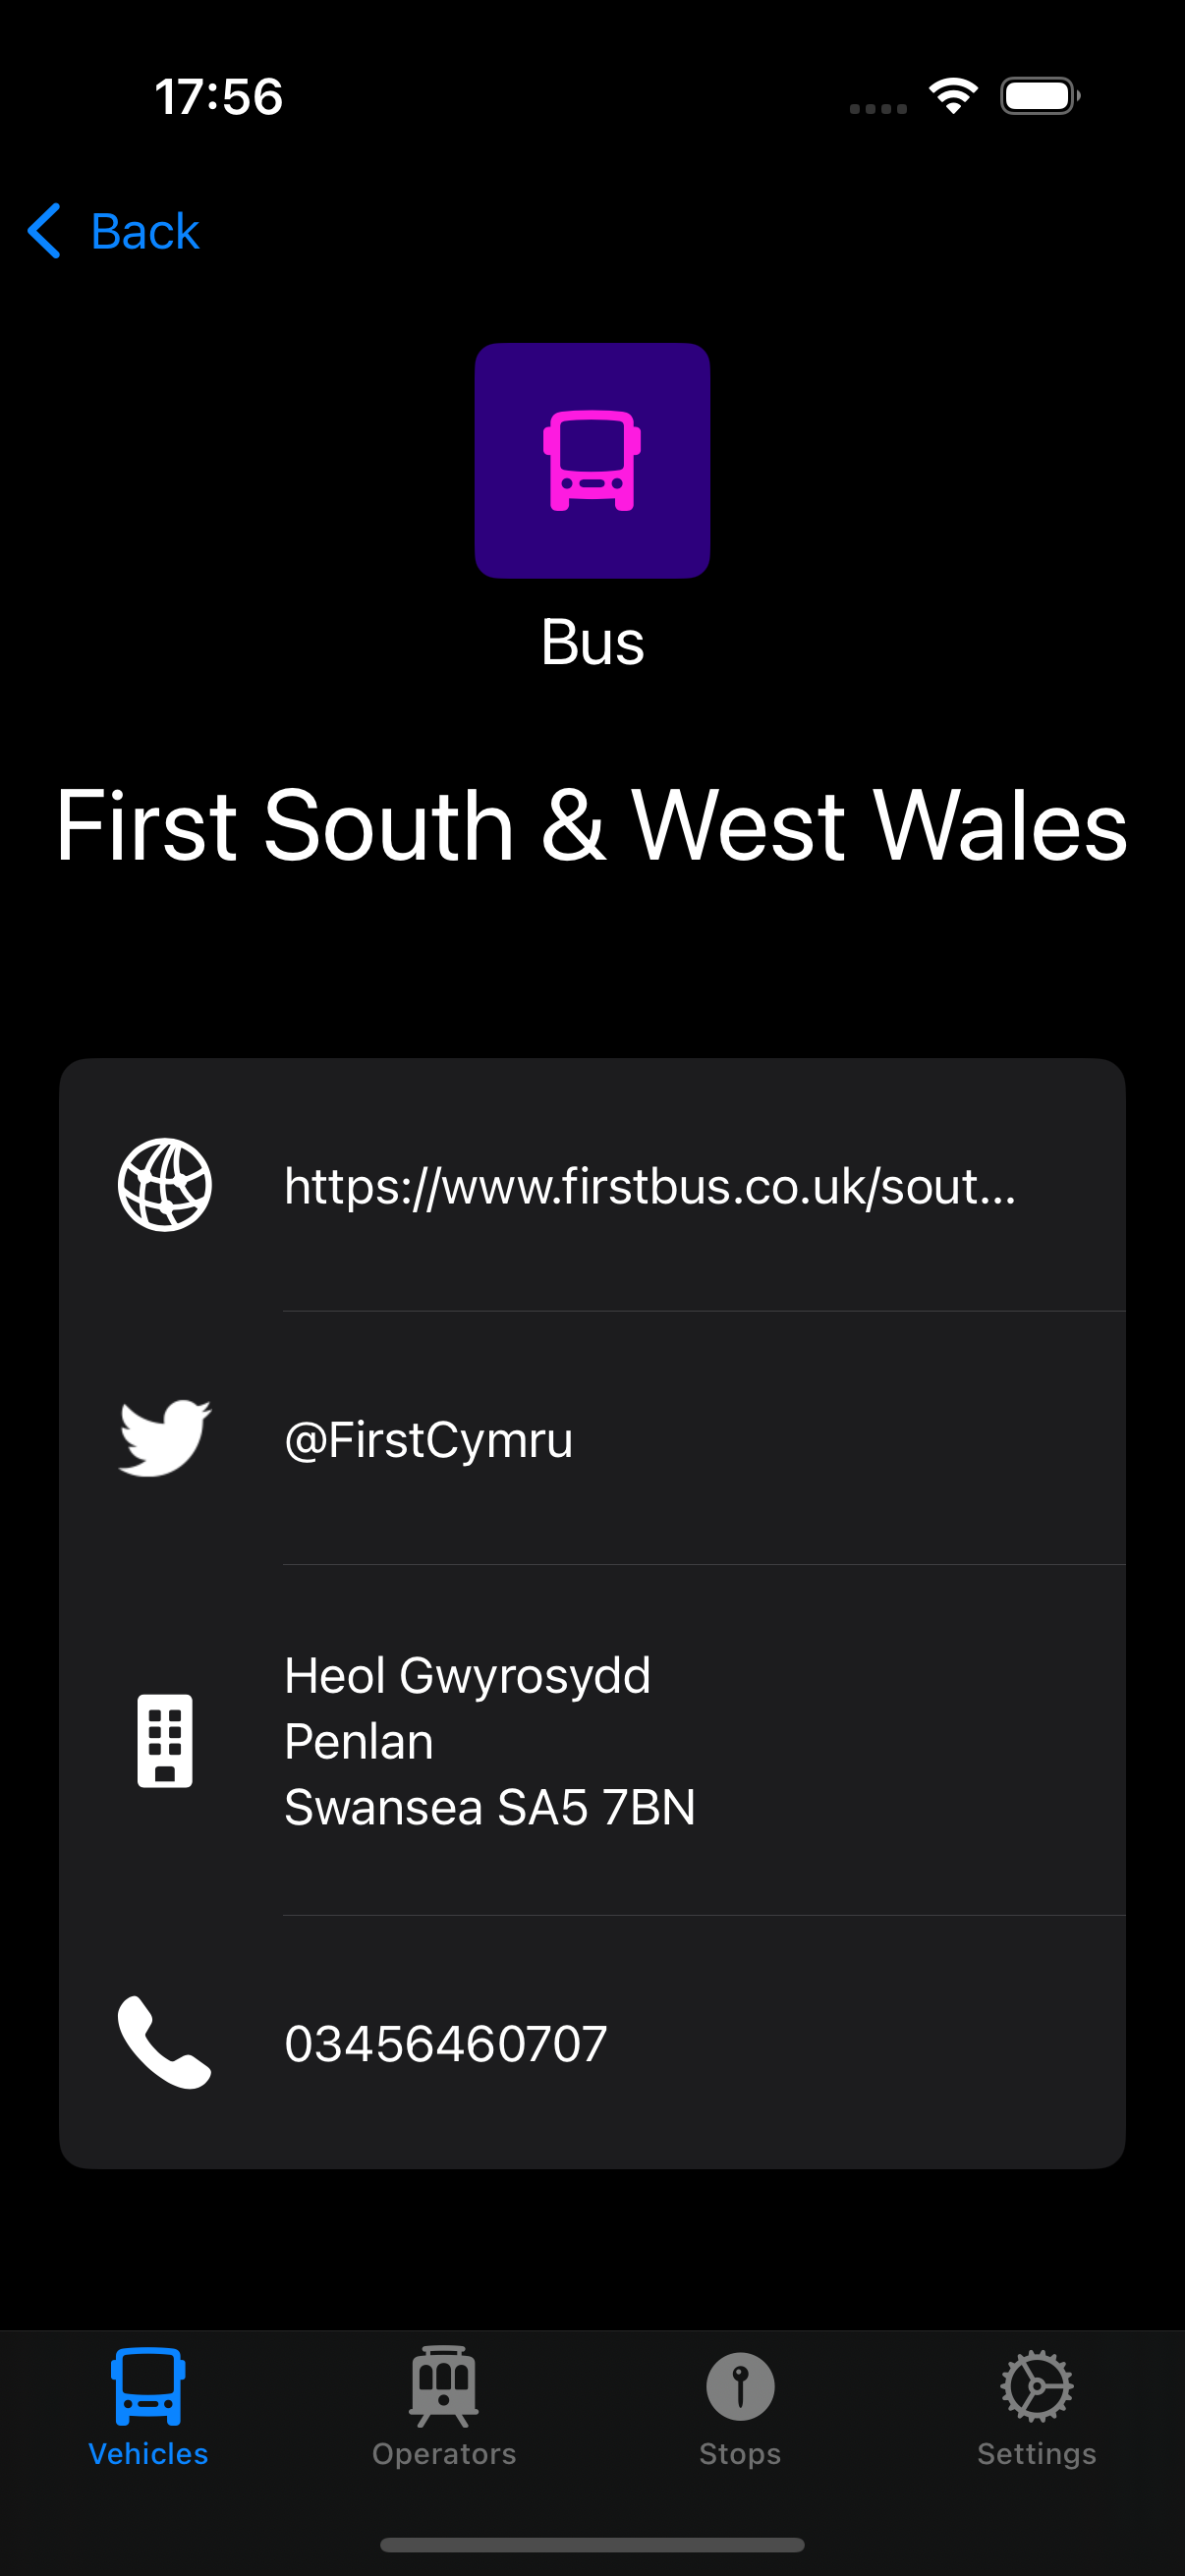 17:56
Back
Bus
First South & West Wales
https://www.firstbus.co.uk/sout...
@FirstCymru
Heol Gwyrosydd
Penlan
Swansea SA5 7BN
03456460707
Vehicles
Operators
Stops
Settings